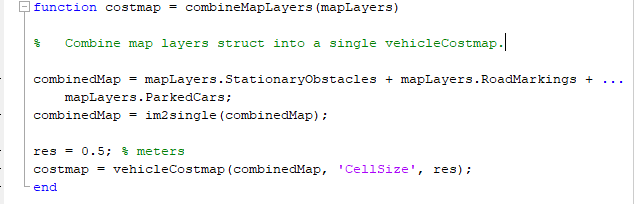 function costmap = combineMapLayers(mapLayers)
%   Combine map layers struct into a single vehicleCostmap.
combinedMap = mapLayers.StationaryObstacles + mapLayers.RoadMarkings + ...
    mapLayers.ParkedCars;
combinedMap = im2single(combinedMap);
res = 0.5; % meters
costmap = vehicleCostmap(combinedMap, 'CellSize', res);
end